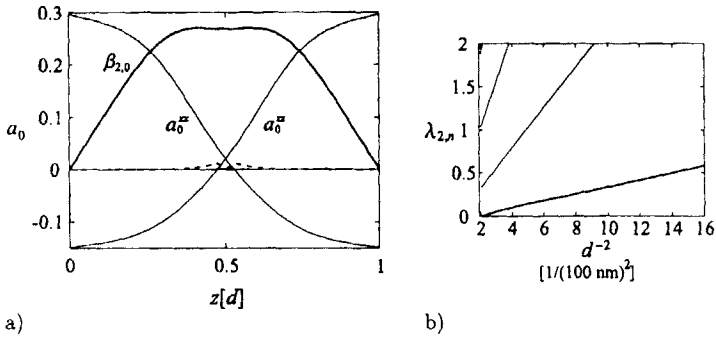 0.3
0.2
0.1
0
-0.1
a₀
β₂,₀
a₀
a₀
0
0.5
1
z[d]
a)
2
1.5
1
0.5
0
λ₂,ₙ
2 4 6 8 10 12 14 16
d⁻²
[1/(100 nm)²]
b)